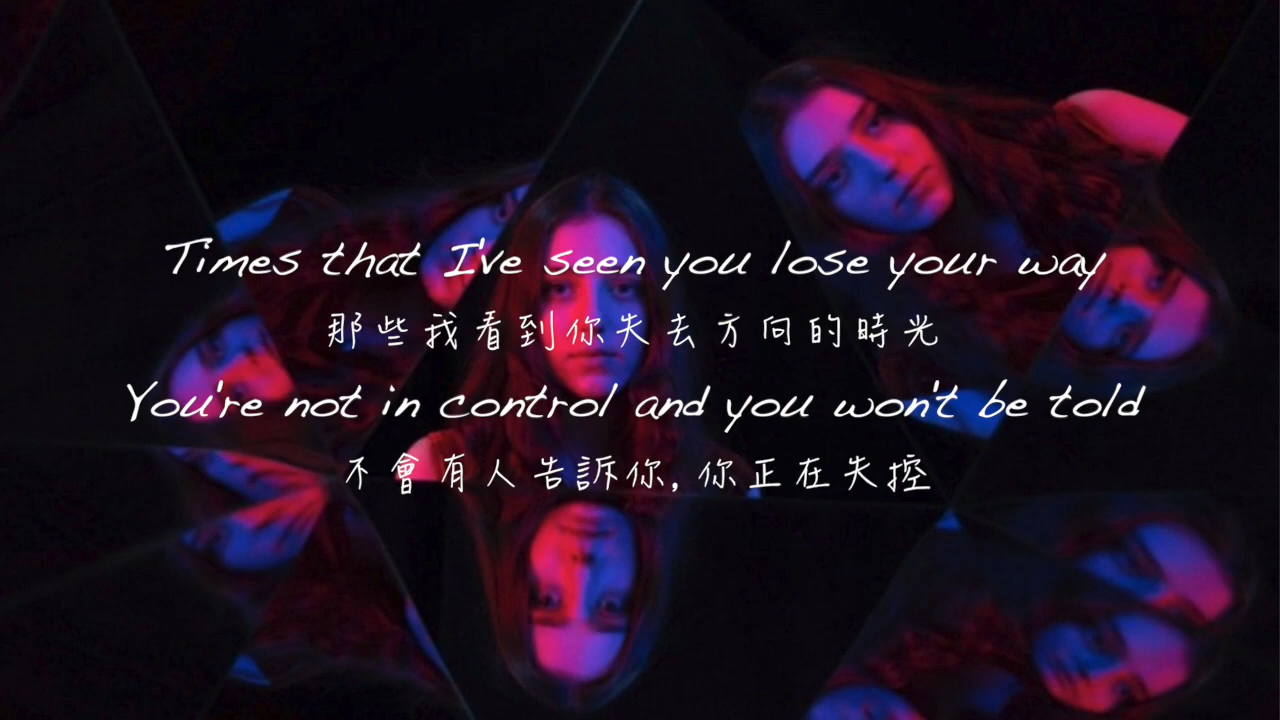 Times that I've seen you lose your way
那些我看到你失去方向的時光
You're not in control and you won't be told
不會有人告訴你, 你正在失控